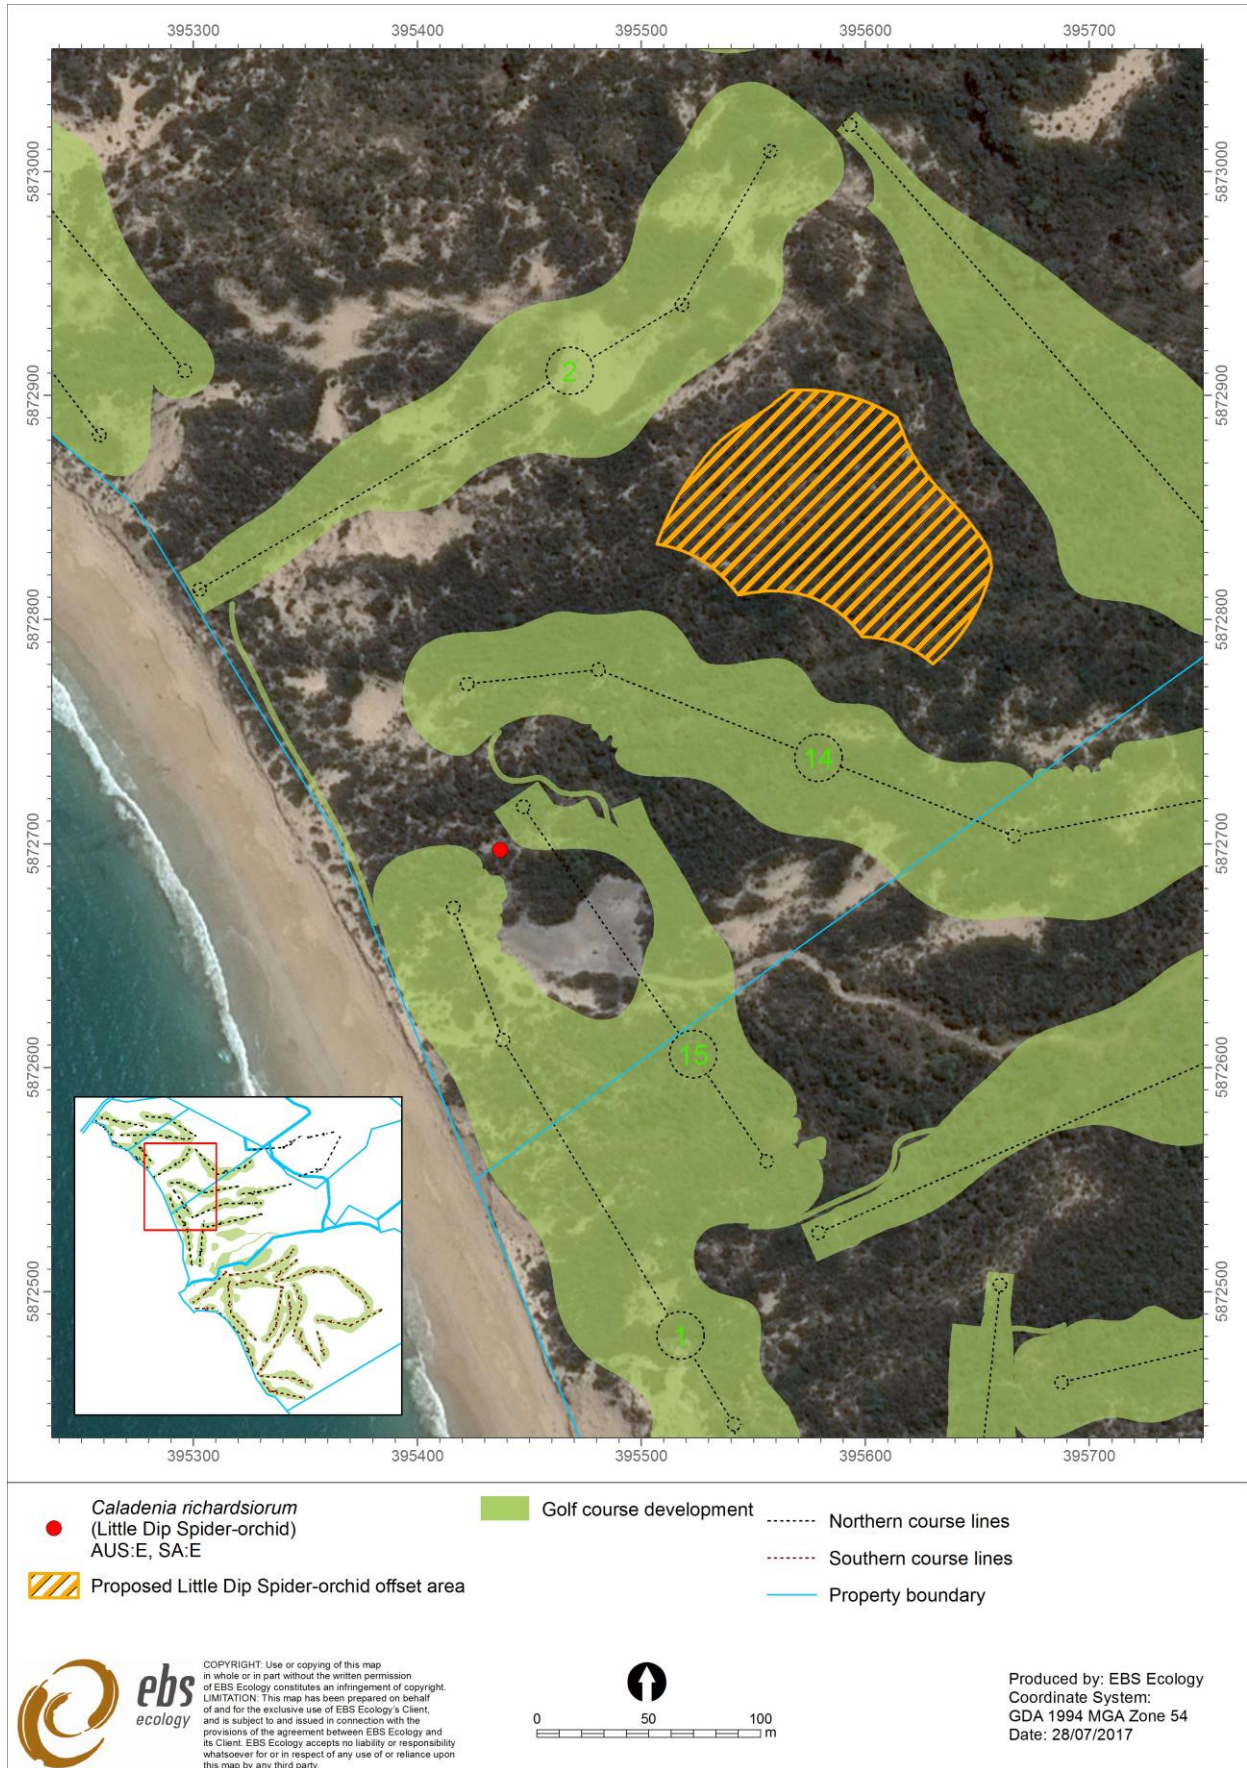 395300 395400 395500 395600 395700
5873000 5873000
5872900 5872900
5872800 5872800
5872700 5872700
5872600 5872600
5872500 5872500
2
14
15
1
395300 395400 395500 395600 395700
Caladenia richardsiorum
(Little Dip Spider-orchid)
AUS:E, SA:E
Proposed Little Dip Spider-orchid offset area
Golf course development
Northern course lines
Southern course lines
Property boundary
ebs
ecology
COPYRIGHT: Use or copying of this map
in whole or in part without the written permission
of EBS Ecology constitutes an infringement of copyright.
LIMITATION: This map has been prepared on behalf
of and for the exclusive use of EBS Ecology's Client,
and is subject to and issued in connection with the
provisions of the agreement between EBS Ecology and
its Client. EBS Ecology accepts no liability or responsibility
whatsoever for or in respect of any use of or reliance upon
this map by any third party.
0 50 100
m
Produced by: EBS Ecology
Coordinate System:
GDA 1994 MGA Zone 54
Date: 28/07/2017